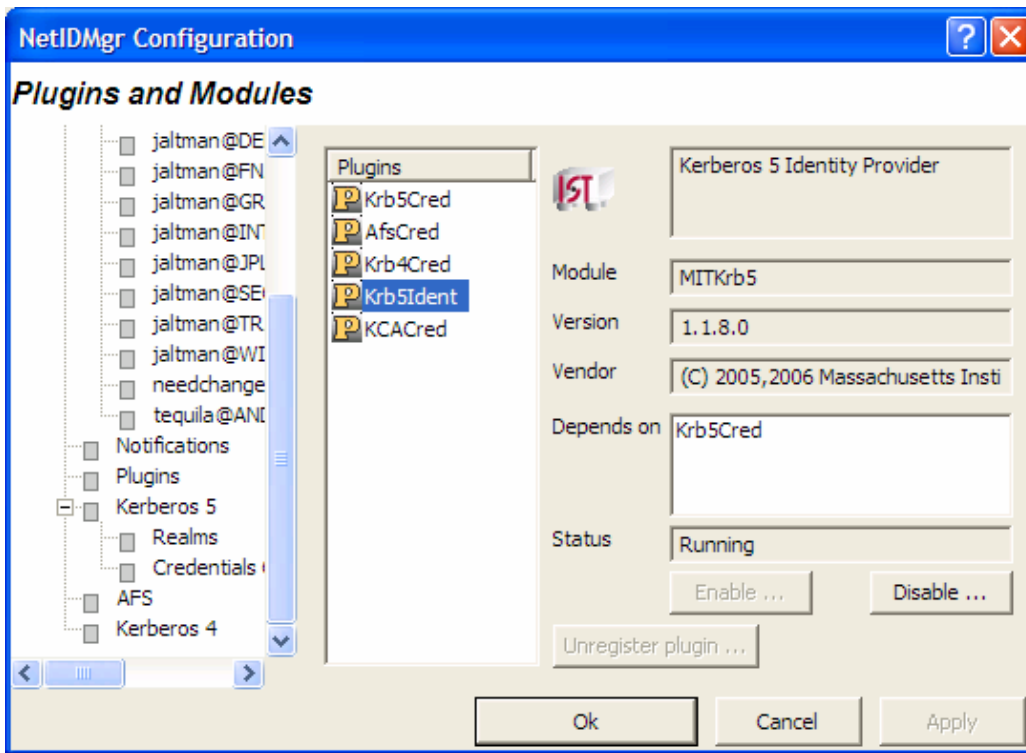 NetIDMgr Configuration
Plugins and Modules
jaltman@DE
jaltman@FN
jaltman@GR
jaltman@IN
jaltman@JPL
jaltman@SE
jaltman@TR
jaltman@WI
needchange
tequila@AND
Notifications
Plugins
Kerberos 5
Realms
Credentials
AFS
Kerberos 4
Plugins
Krb5Cred
AfsCred
Krb4Cred
Krb5Ident
KCACred
IST
Kerberos 5 Identity Provider
Module
MITKrb5
Version
1.1.8.0
Vendor
(C) 2005,2006 Massachusetts Insti
Depends on
Krb5Cred
Status
Running
Enable ...
Disable ...
Unregister plugin ...
Ok
Cancel
Apply